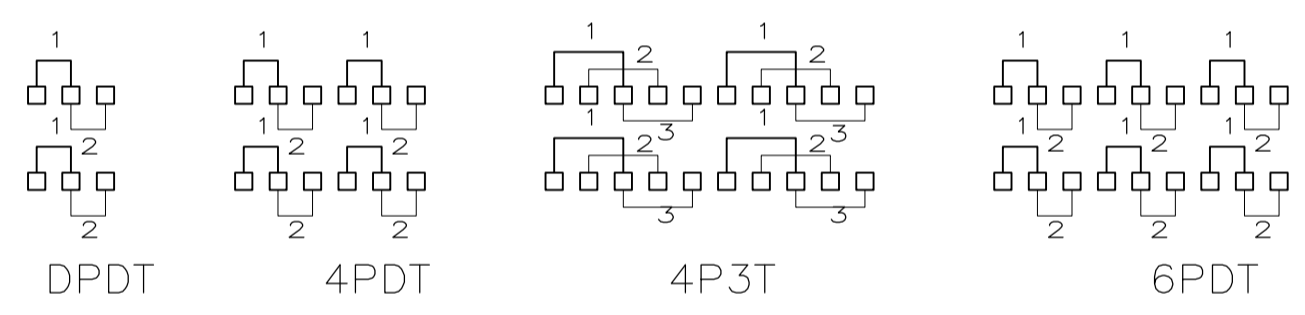 1 1 1 1 1 1 1 1
2 2
1 2 1 1 2 2 1 3 1 3 1 2 1 2 1 2
2 2
2 2 2 3 3 2 2 2
DPDT 4PDT 4P3T 6PDT